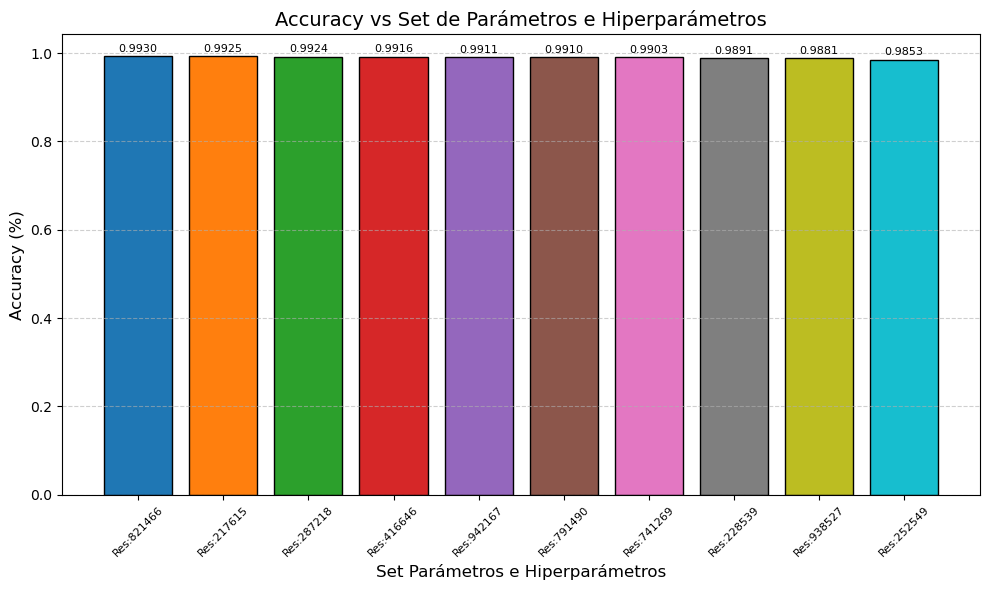 Accuracy vs Set de Parámetros e Hiperparámetros
0.9930 0.9925 0.9924 0.9916 0.9911 0.9910 0.9903 0.9891 0.9881 0.9853
1.0
0.8
0.6
0.4
0.2
0.0
Accuracy (%)
Res:821466 Res:217615 Res:287218 Res:416646 Res:942167 Res:791490 Res:741269 Res:228539 Res:938527 Res:252549
Set Parámetros e Hiperparámetros